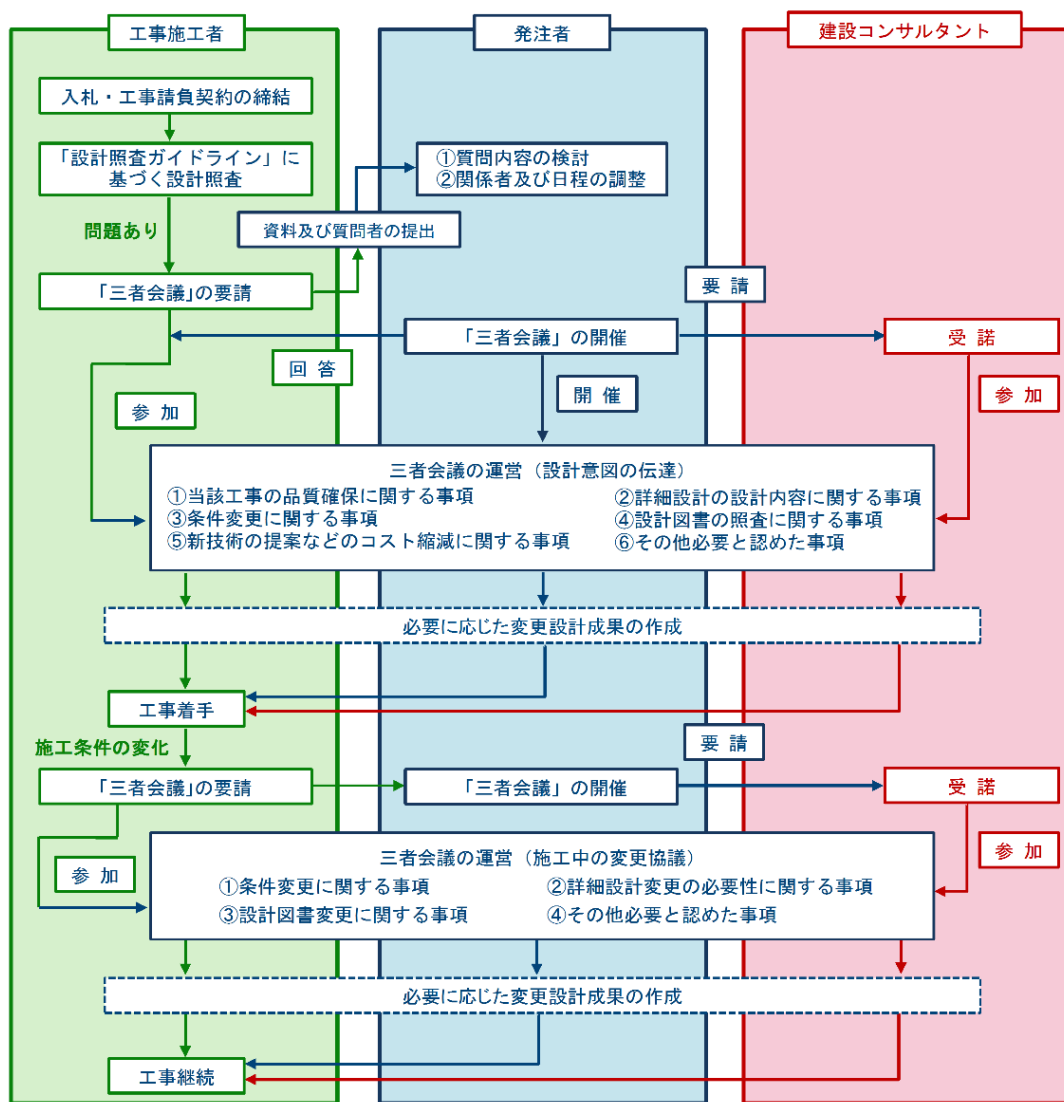 工事施工者
発注者
建設コンサルタント
入札・工事請負契約の締結
「設計照査ガイドライン」に
基づく設計照査
①質問内容の検討
②関係者及び日程の調整
問題あり
資料及び質問者の提出
「三者会議」の要請
要 請
「三者会議」の開催
受 諾
回 答
開 催
参 加
参 加
三者会議の運営（設計意図の伝達）
①当該工事の品質確保に関する事項
②詳細設計の設計内容に関する事項
③条件変更に関する事項
④設計図書の照査に関する事項
⑤新技術の提案などのコスト縮減に関する事項
⑥その他必要と認めた事項
必要に応じた変更設計成果の作成
工事着手
施工条件の変化
要 請
「三者会議」の要請
「三者会議」の開催
受 諾
参 加
参 加
三者会議の運営（施工中の変更協議）
①条件変更に関する事項
②詳細設計変更の必要性に関する事項
③設計図書変更に関する事項
④その他必要と認めた事項
必要に応じた変更設計成果の作成
工事継続